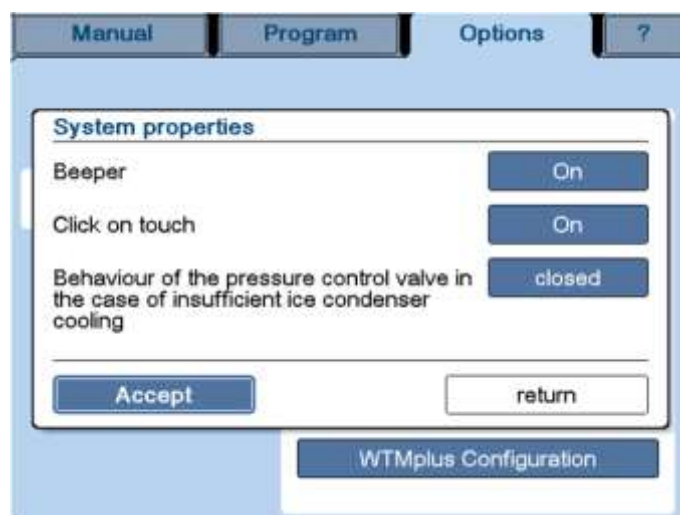 Manual Program Options ?
System properties
Beeper On
Click on touch On
Behaviour of the pressure control valve in closed
the case of insufficient ice condenser
cooling
Accept return
WTMplus Configuration